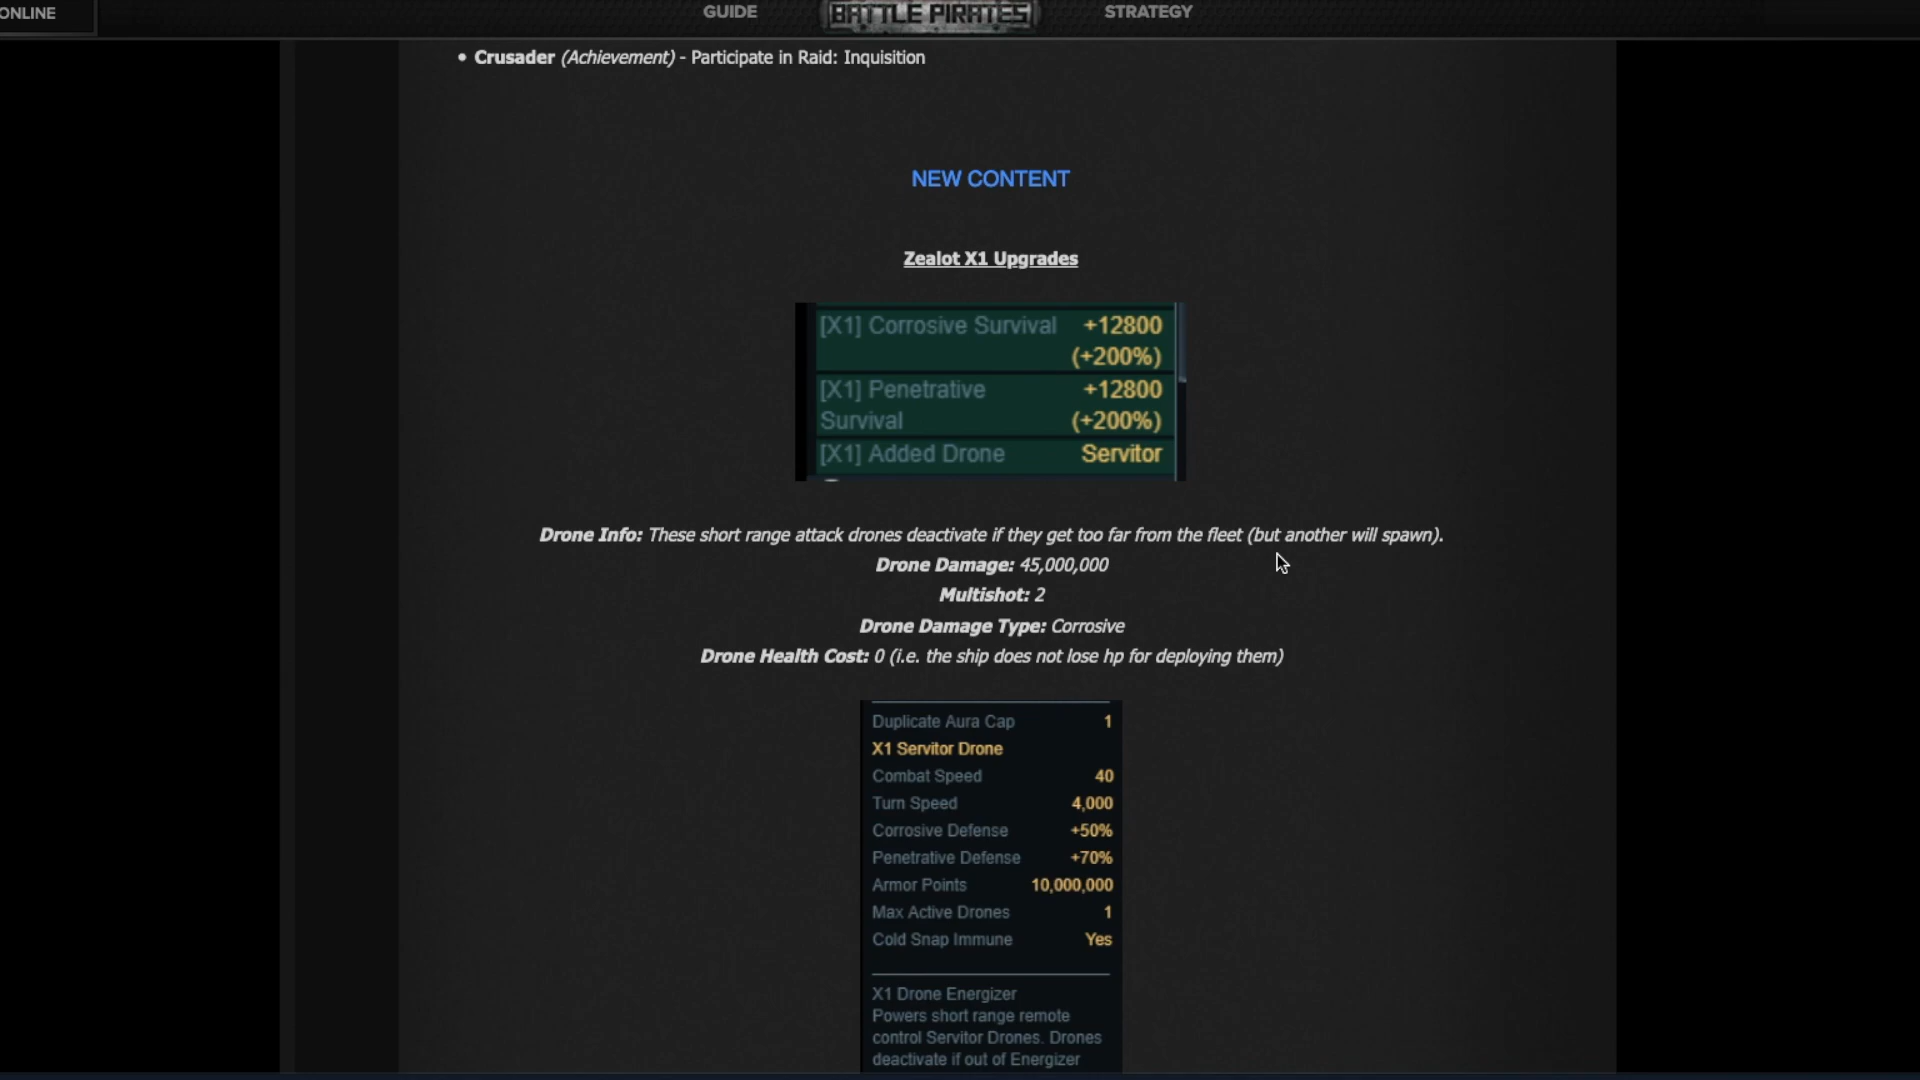 ONLINE
GUIDE
BATTLE PIRATES
STRATEGY
• Crusader (Achievement) - Participate in Raid: Inquisition
NEW CONTENT
Zealot X1 Upgrades
[X1] Corrosive Survival +12800
(+200%)
[X1] Penetrative +12800
Survival (+200%)
[X1] Added Drone Servitor
Drone Info: These short range attack drones deactivate if they get too far from the fleet (but another will spawn).
Drone Damage: 45,000,000
Multishot: 2
Drone Damage Type: Corrosive
Drone Health Cost: 0 (i.e. the ship does not lose hp for deploying them)
Duplicate Aura Cap 1
X1 Servitor Drone
Combat Speed 40
Turn Speed 4,000
Corrosive Defense +50%
Penetrative Defense +70%
Armor Points 10,000,000
Max Active Drones 1
Cold Snap Immune Yes
X1 Drone Energizer
Powers short range remote
control Servitor Drones. Drones
deactivate if out of Energizer